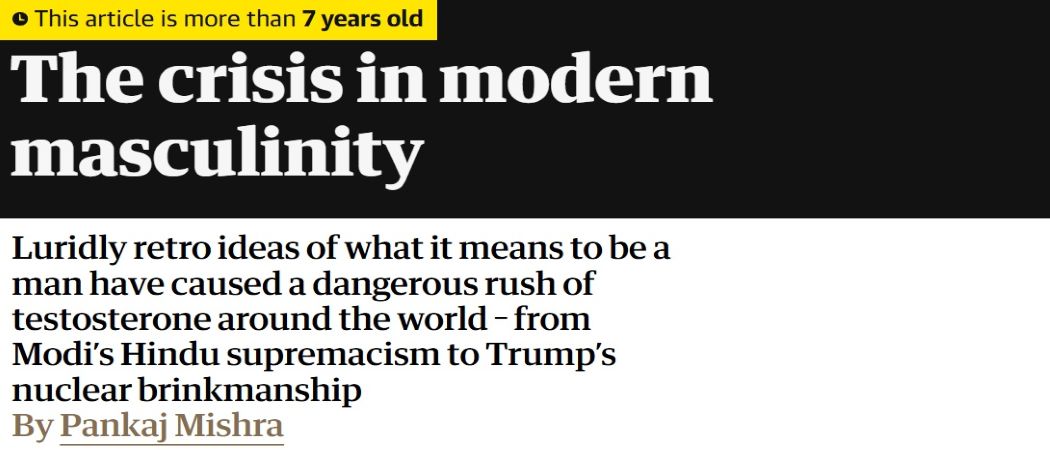 This article is more than 7 years old
The crisis in modern
masculinity
Luridly retro ideas of what it means to be a
man have caused a dangerous rush of
testosterone around the world – from
Modi’s Hindu supremacism to Trump’s
nuclear brinkmanship
By Pankaj Mishra